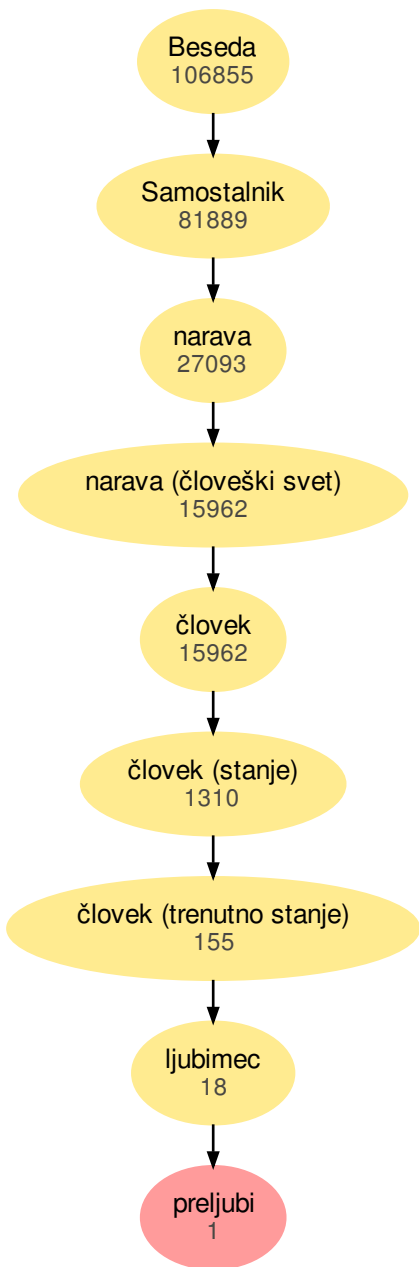 Beseda
106855
Samostalnik
81889
narava
27093
narava (človeški svet)
15962
človek
15962
človek (stanje)
1310
človek (trenutno stanje)
155
ljubimec
18
preljubi
1